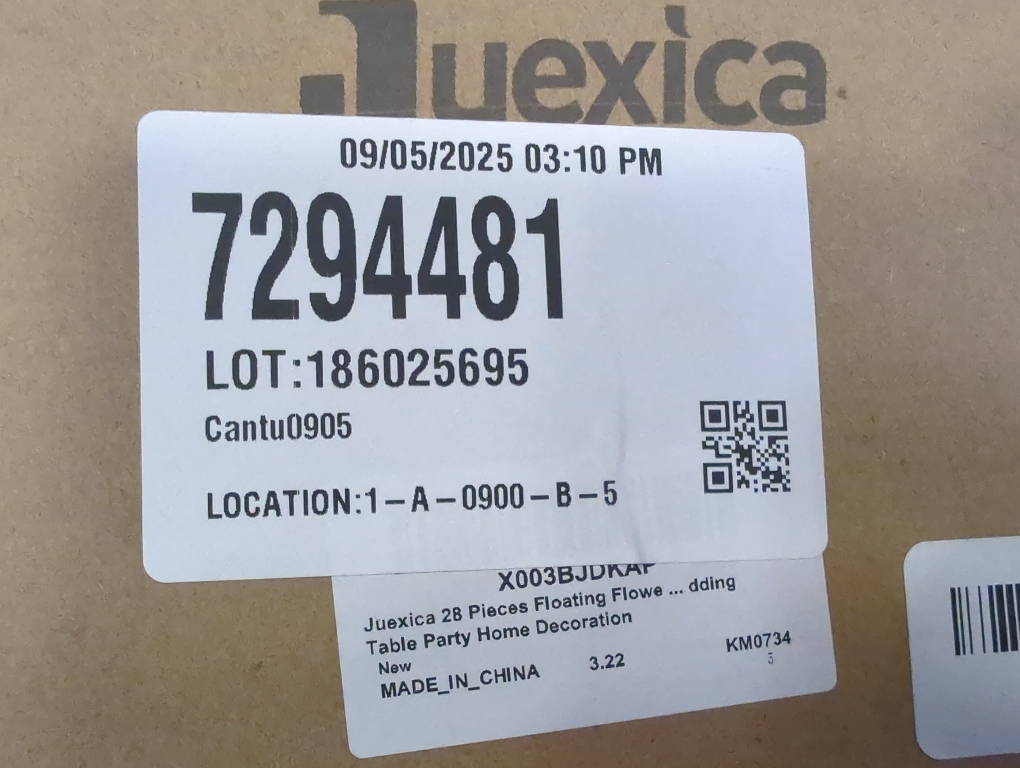 Juexica
09/05/2025 03:10 PM
7294481
LOT:186025695
Cantu0905
LOCATION:1-A-0900-B-5
X003BJDKAP
Juexica 28 Pieces Floating Flowe ... dding
Table Party Home Decoration
New
MADE_IN_CHINA
3.22
KM0734
5